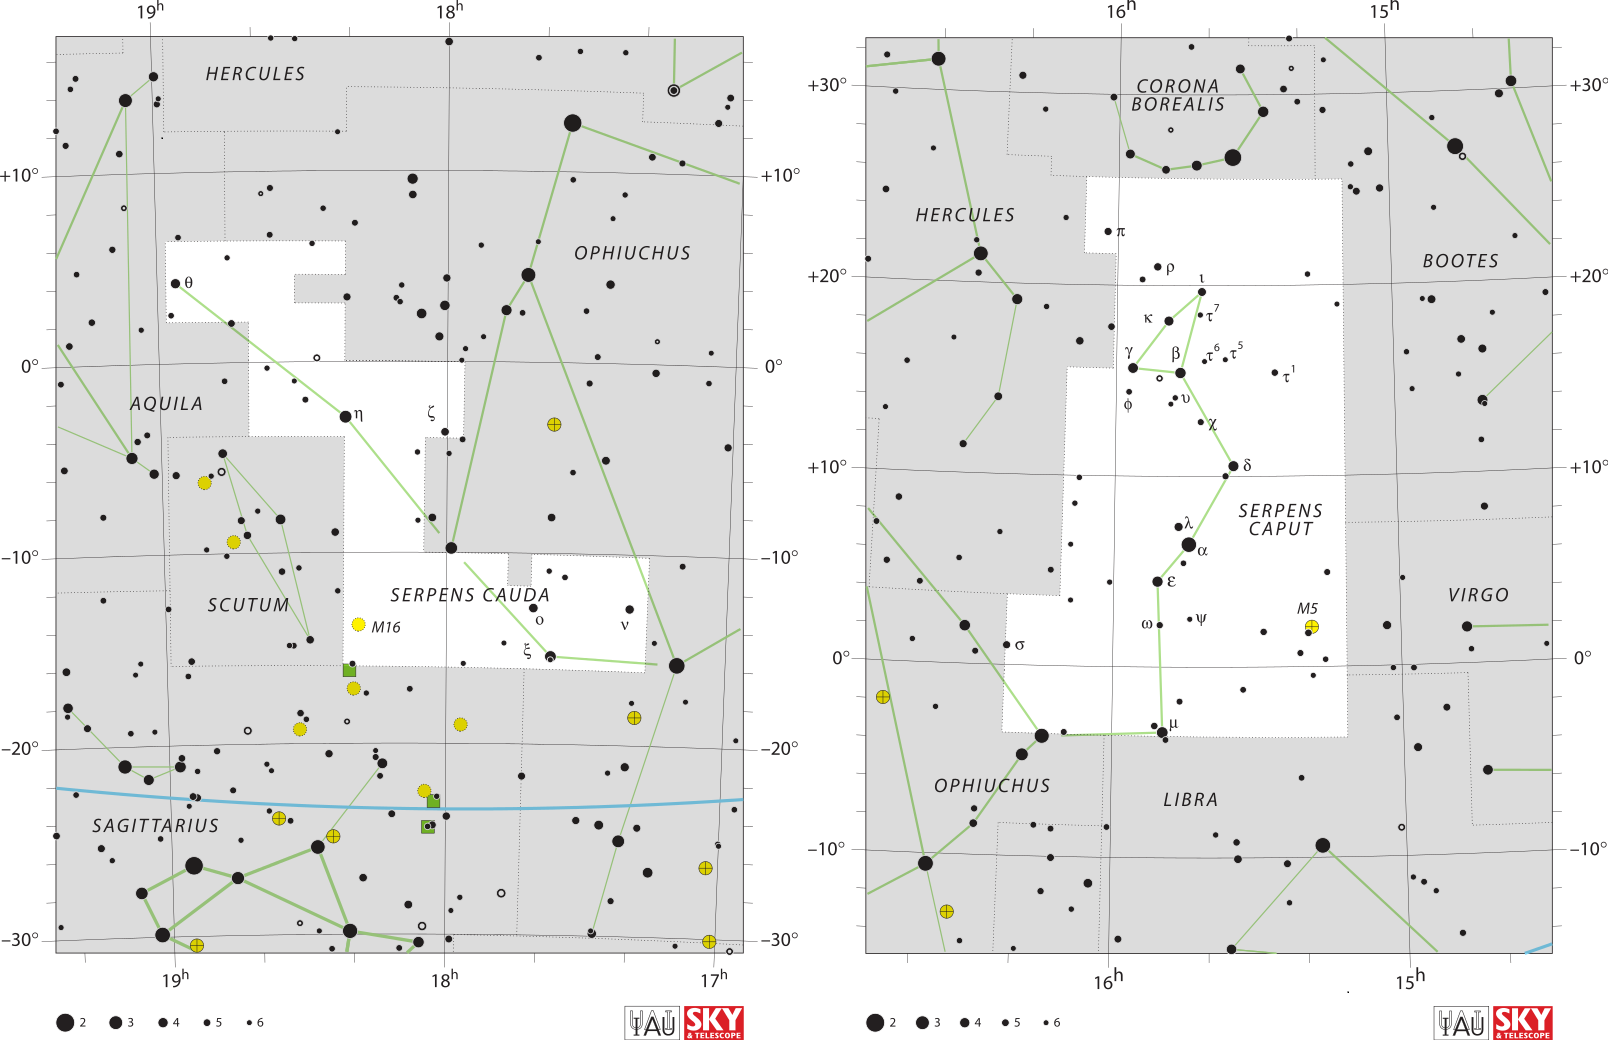 19h 18h
HERCULES
+10° +10°
OPHIUCHUS
θ
0° 0°
AQUILA
η ζ
–10° –10°
SERPENS CAUDA
SCUTUM
ο ν
M16
ξ
–20° –20°
SAGITTARIUS
–30° –30°
19h 18h 17h
2 3 4 5 6
IAU
SKY
& TELESCOPE
16h 15h
+30° +30°
CORONA
BOREALIS
HERCULES
π
BOOTES
ρ
+20° +20°
ι
κ τ7
γ β τ6 τ5
τ1
ϕ υ
χ
+10° +10°
δ
SERPENS
CAPUT
λ
α
ε
VIRGO
M5
ω ψ
σ
0° 0°
μ
OPHIUCHUS
LIBRA
–10° –10°
16h 15h
2 3 4 5 6
IAU
SKY
& TELESCOPE